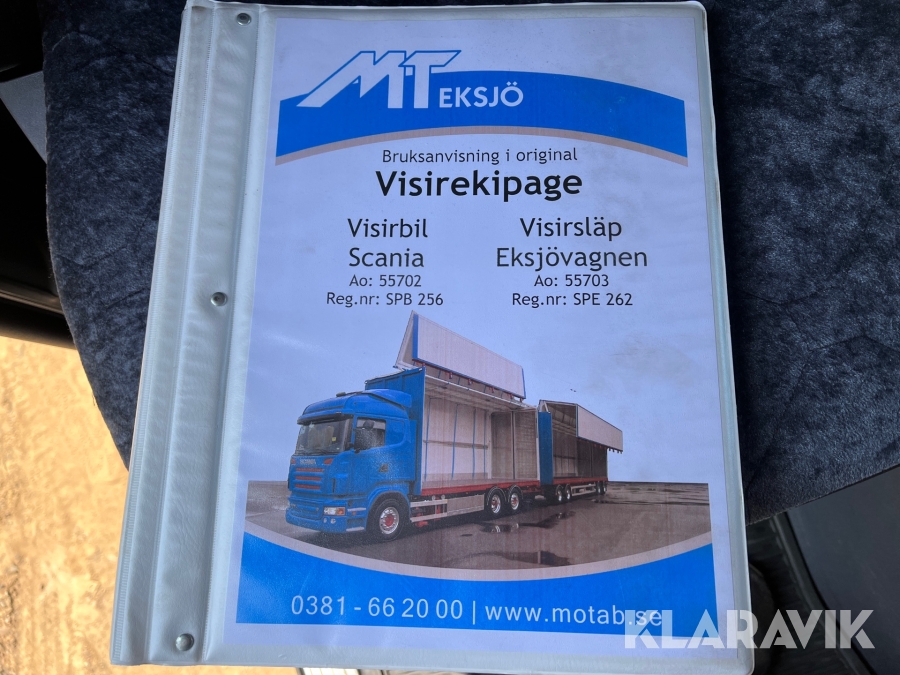 MT EKSJÖ
Bruksanvisning i original
Visirekipage
Visirbil
Scania
Ao: 55702
Reg.nr: SPB 256
Visirsläp
Eksjövagnen
Ao: 55703
Reg.nr: SPE 262
0381 - 66 20 00 | www.motab.se
KLARAVIK